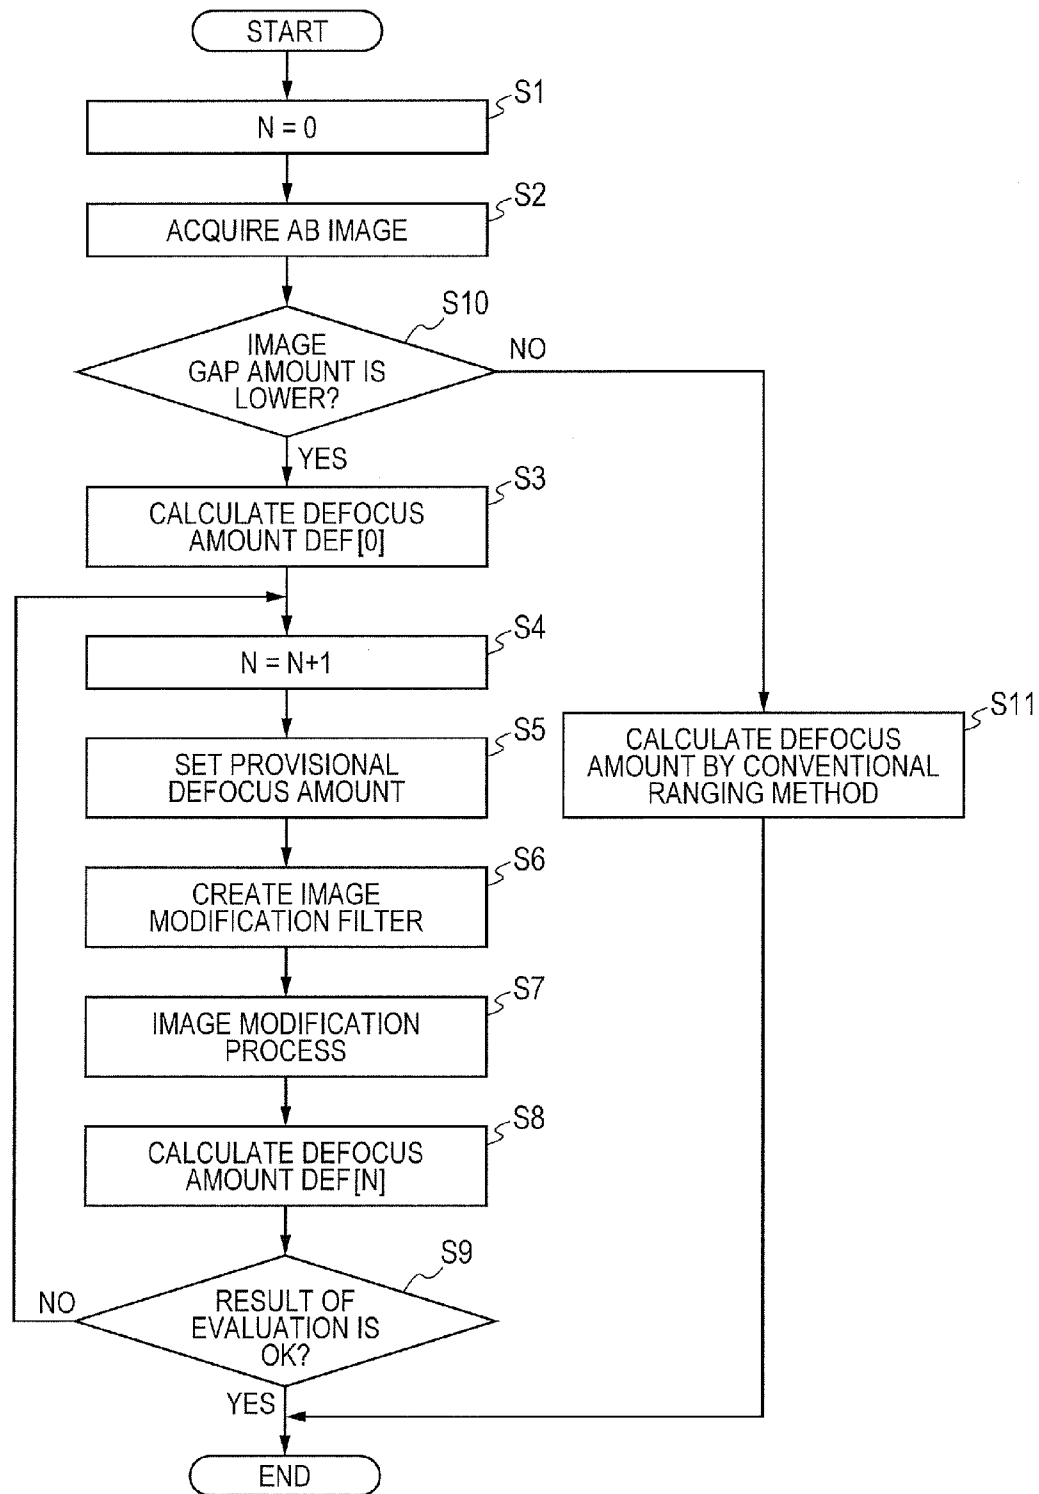 START
S1
N = 0
S2
ACQUIRE AB IMAGE
S10
IMAGE
GAP AMOUNT IS
LOWER?
NO
YES
S3
CALCULATE DEFOCUS
AMOUNT DEF[0]
S4
N = N+1
S5
SET PROVISIONAL
DEFOCUS AMOUNT
S11
CALCULATE DEFOCUS
AMOUNT BY CONVENTIONAL
RANGING METHOD
S6
CREATE IMAGE
MODIFICATION FILTER
S7
IMAGE MODIFICATION
PROCESS
S8
CALCULATE DEFOCUS
AMOUNT DEF[N]
S9
NO
RESULT OF
EVALUATION IS
OK?
YES
END